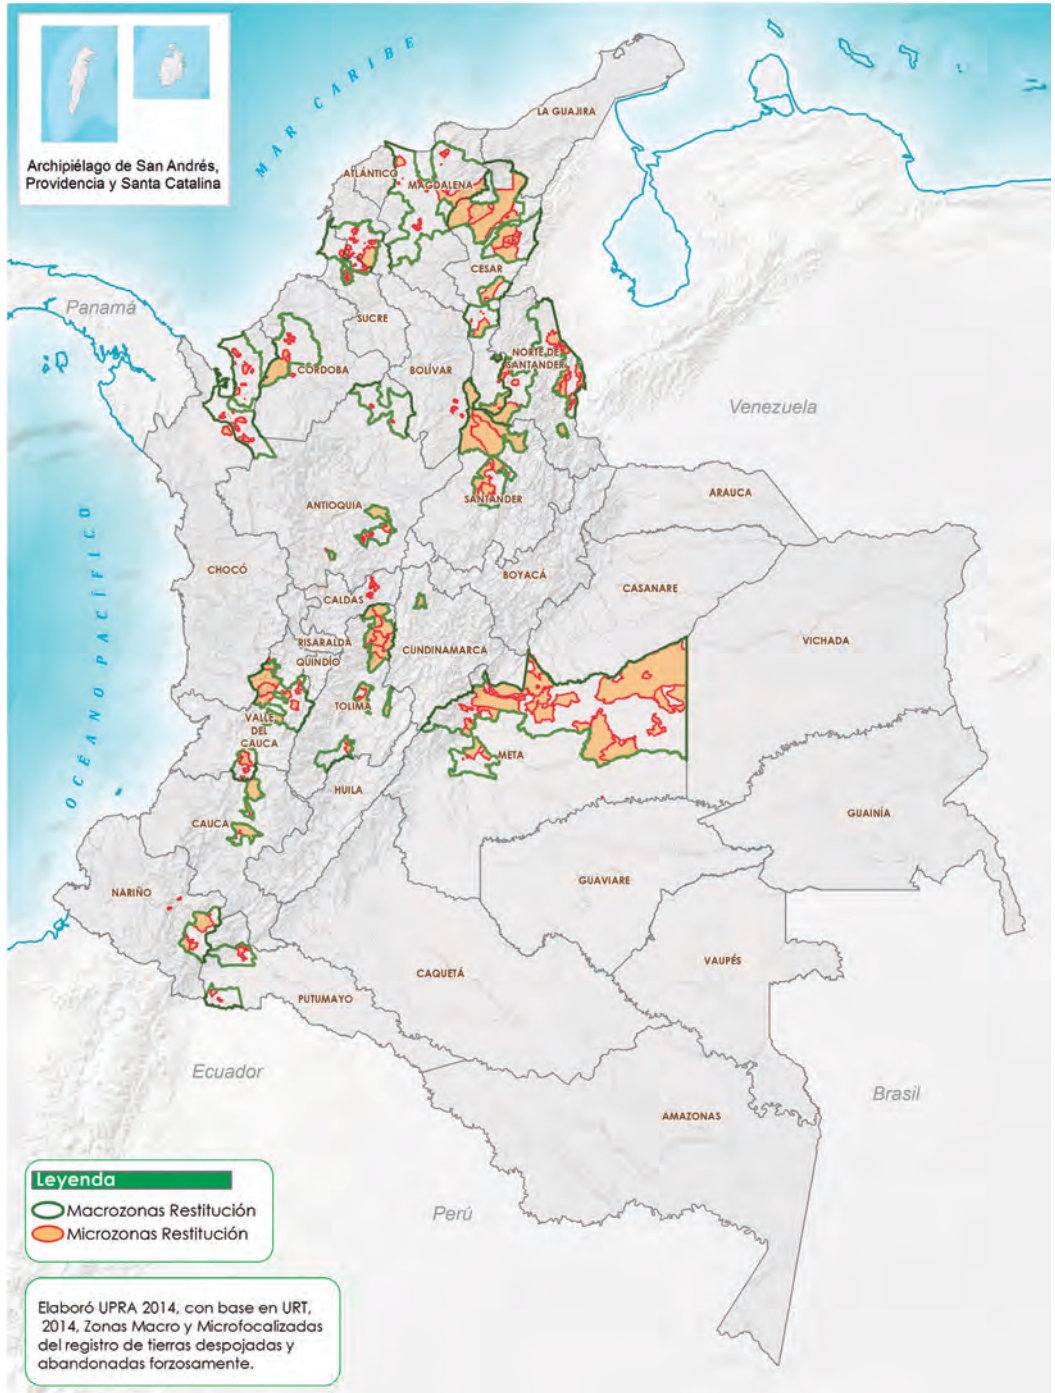 Archipiélago de San Andrés,
Providencia y Santa Catalina
MAR CARIBE
LA GUAJIRA
ATLÁNTICO
MAGDALENA
CESAR
Panamá
SUCRE
NORTE DE
SANTANDER
CÓRDOBA
BOLÍVAR
Venezuela
ARAUCA
SANTANDER
ANTIOQUIA
OCÉANO PACÍFICO
CHOCÓ
BOYACÁ
CASANARE
CALDAS
VICHADA
RISARALDA
CUNDINAMARCA
QUINDÍO
TOLIMA
VALLE
DEL
CAUCA
META
HUILA
GUAINÍA
CAUCA
GUAVIARE
NARIÑO
VAUPÉS
CAQUETÁ
PUTUMAYO
Ecuador
Brasil
AMAZONAS
Perú
Leyenda
Macrozonas Restitución
Microzonas Restitución
Elaboró UPRA 2014, con base en URT,
2014, Zonas Macro y Microfocalizadas
del registro de tierras despojadas y
abandonadas forzosamente.